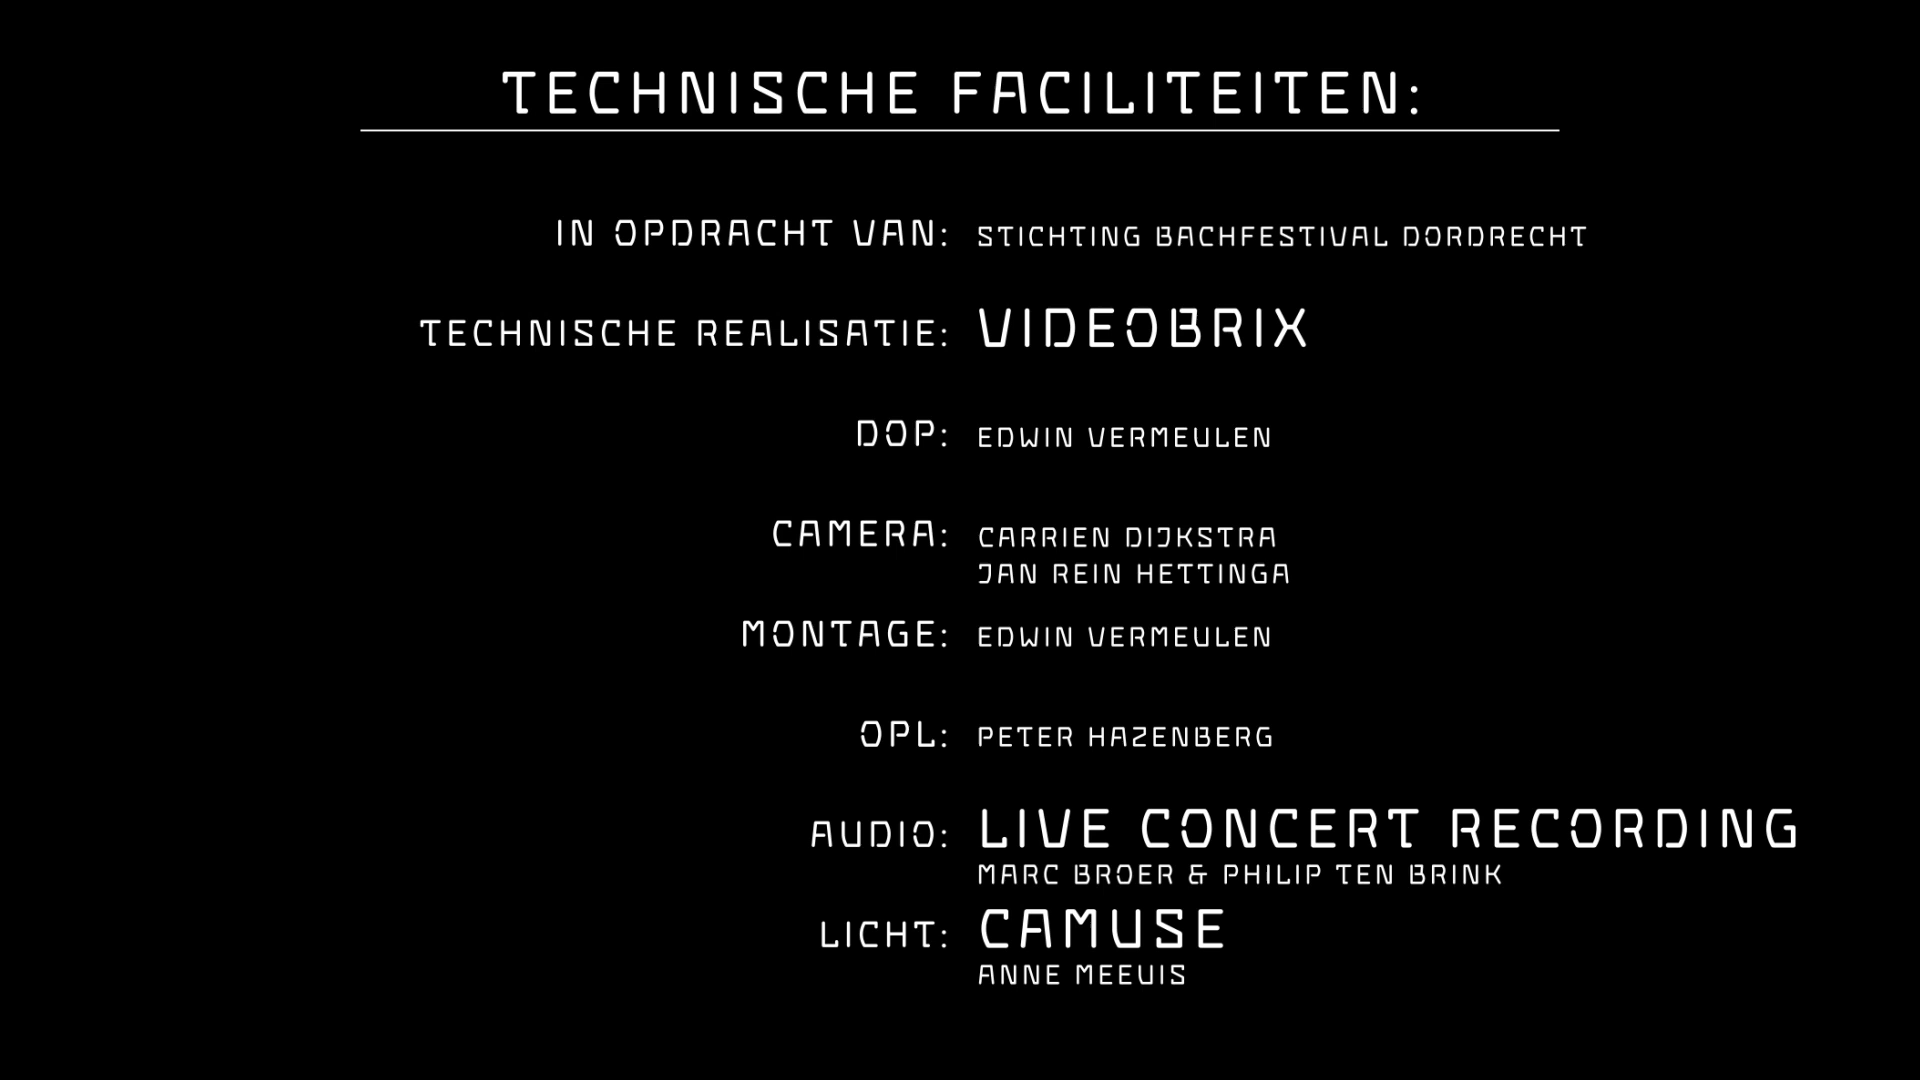 TECHNISCHE FACILITEITEN:
IN OPDRACHT VAN: STICHTING BACHFESTIVAL DORDRECHT
TECHNISCHE REALISATIE: VIDEOBRIX
DOP: EDWIN VERMEULEN
CAMERA: CARRIEN DIJKSTRA
JAN REIN HETTINGA
MONTAGE: EDWIN VERMEULEN
OPL: PETER HAZENBERG
AUDIO: LIVE CONCERT RECORDING
MARC BROER & PHILIP TEN BRINK
LICHT: CAMUSE
ANNE MEEUIS